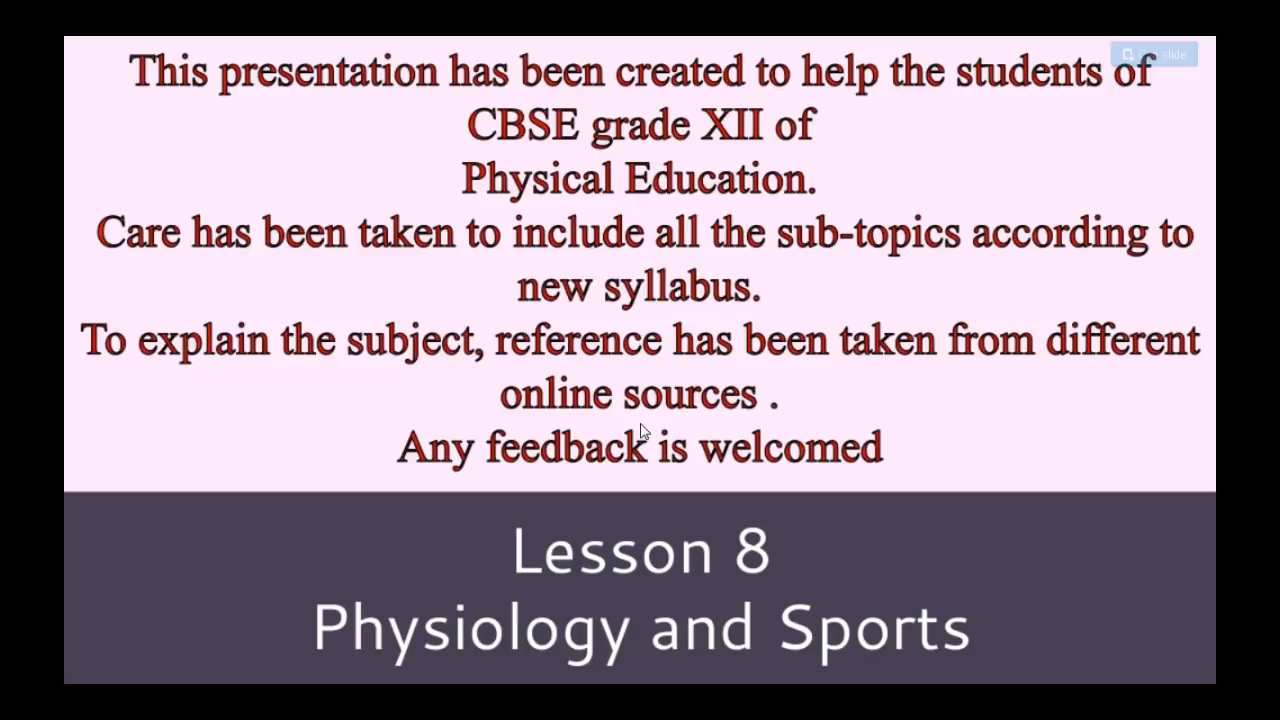 This presentation has been created to help the students of
CBSE grade XII of
Physical Education.
Care has been taken to include all the sub-topics according to
new syllabus.
To explain the subject, reference has been taken from different
online sources .
Any feedback is welcomed
slide
Lesson 8
Physiology and Sports